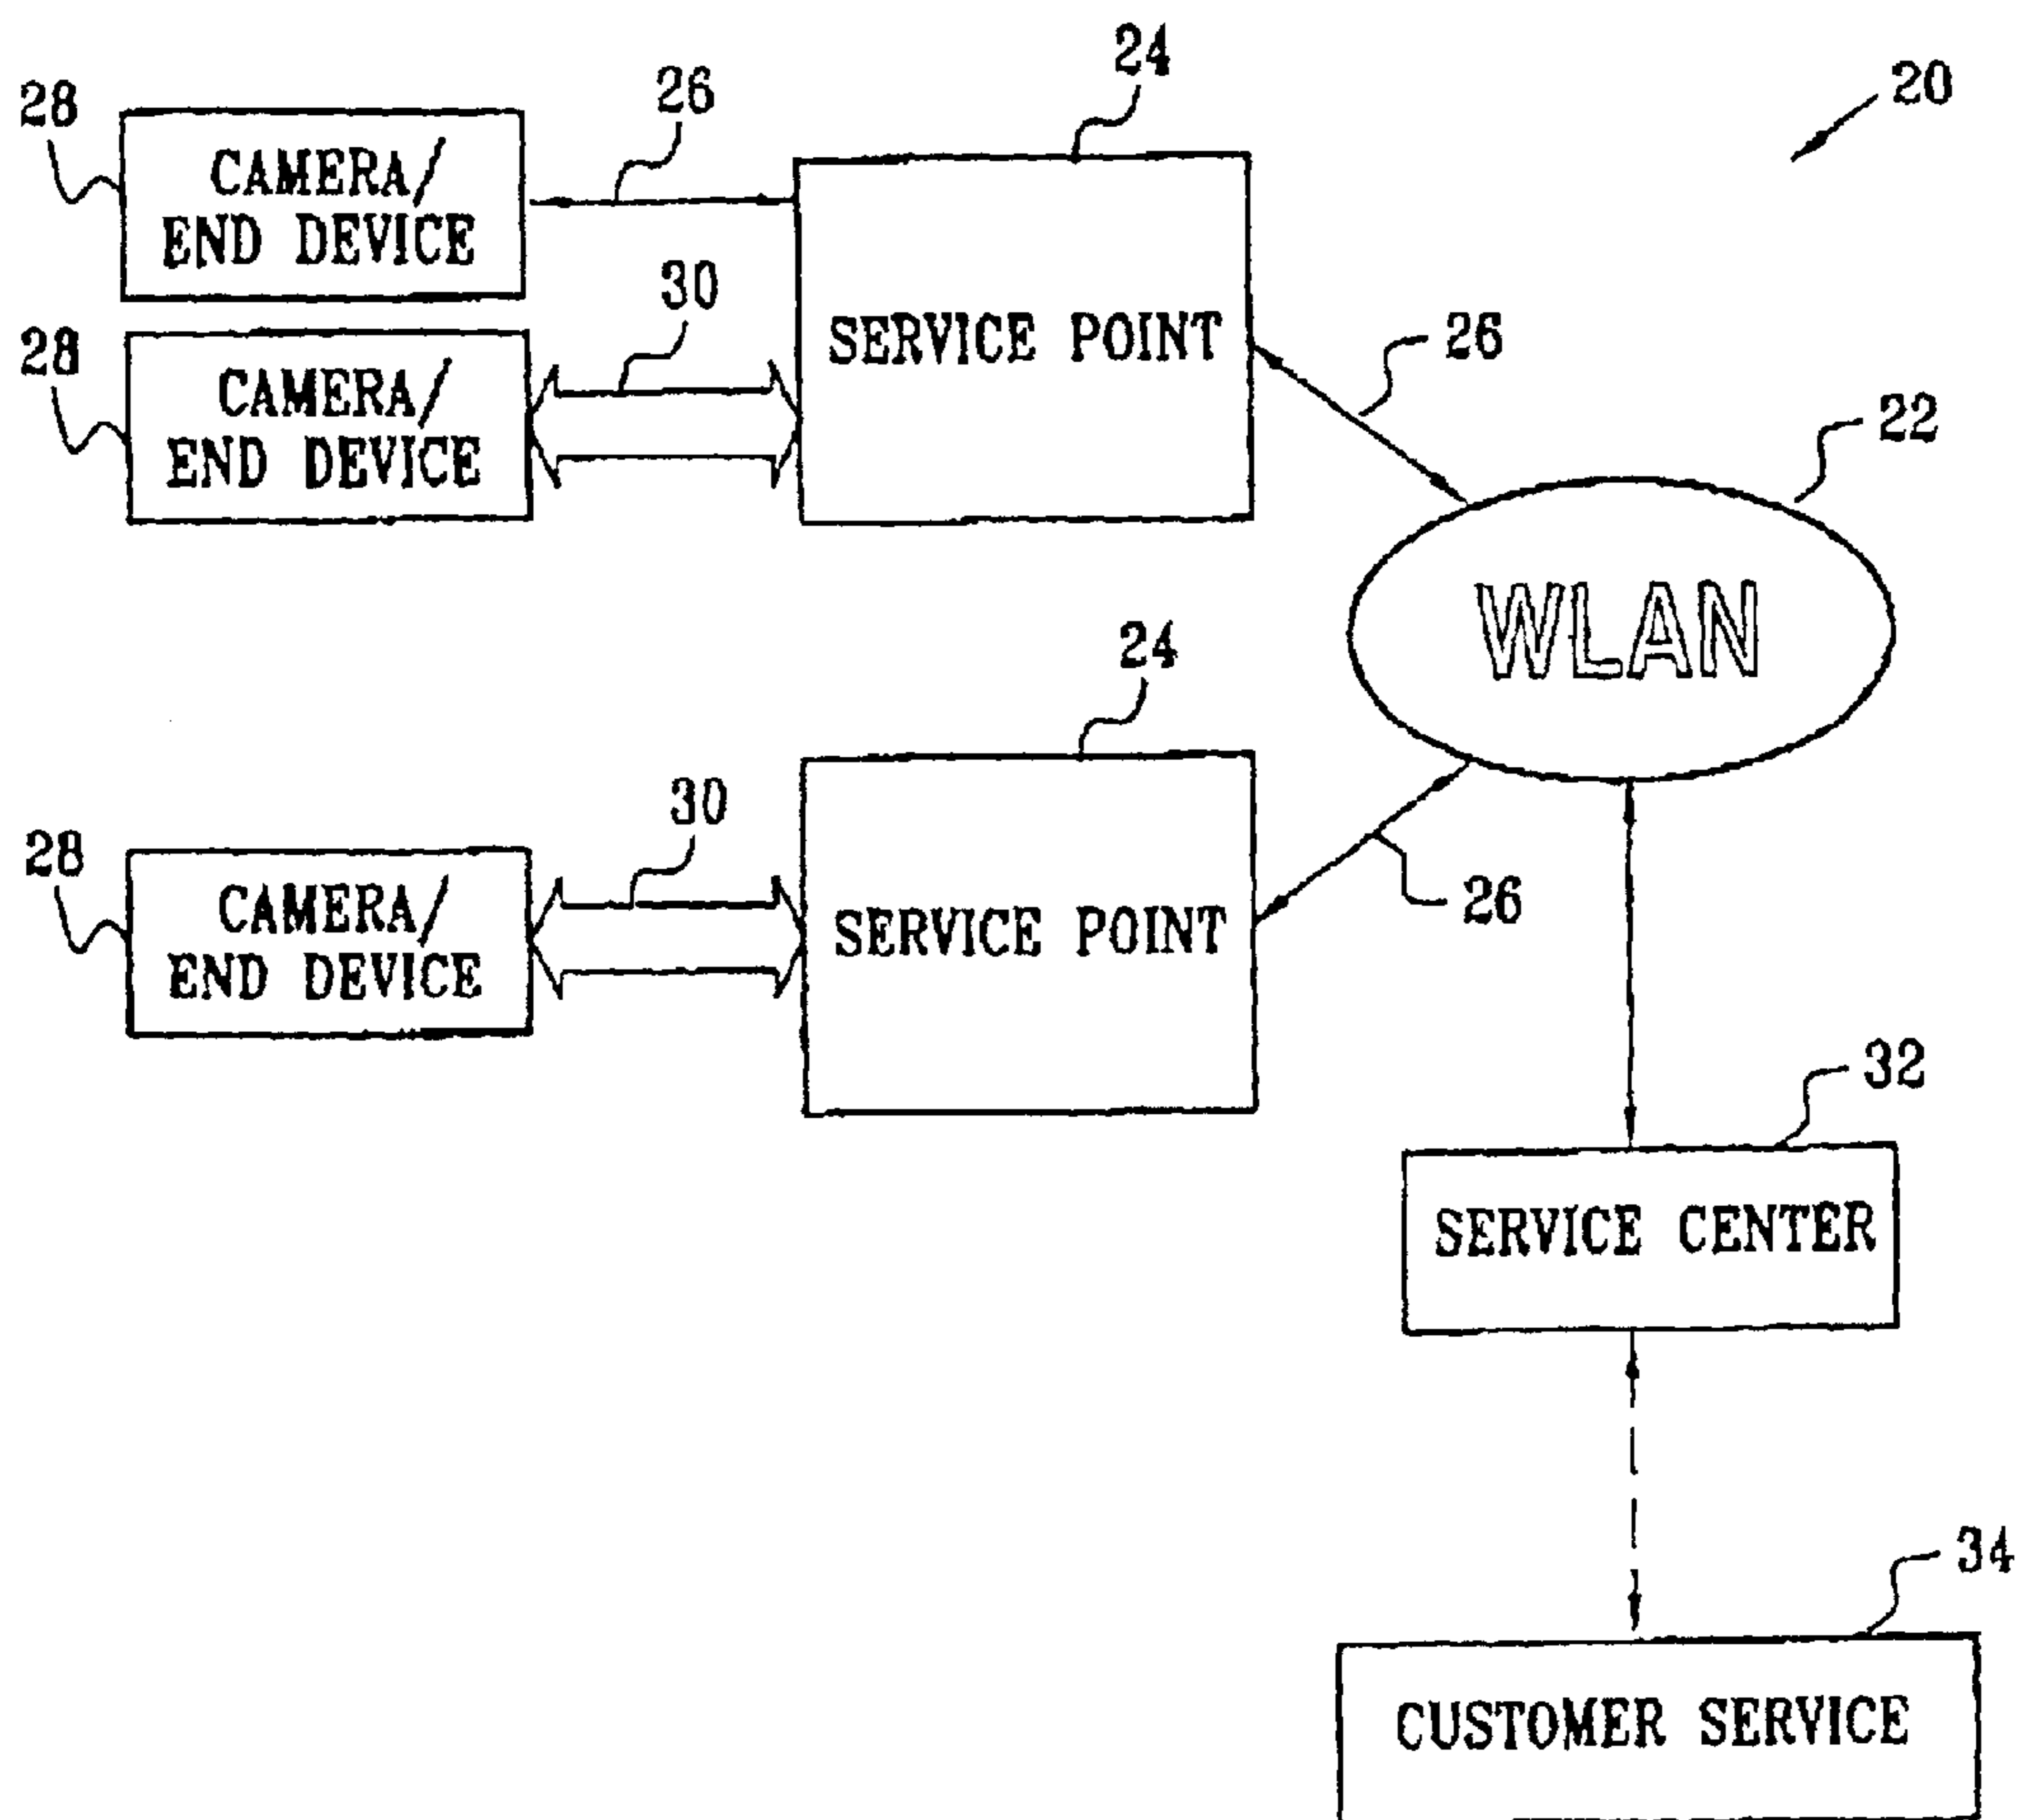 24
20
26
28
CAMERA/
END DEVICE
30
28
CAMERA/
END DEVICE
SERVICE POINT
26
22
WLAN
24
30
28
CAMERA/
END DEVICE
SERVICE POINT
26
32
SERVICE CENTER
34
CUSTOMER SERVICE